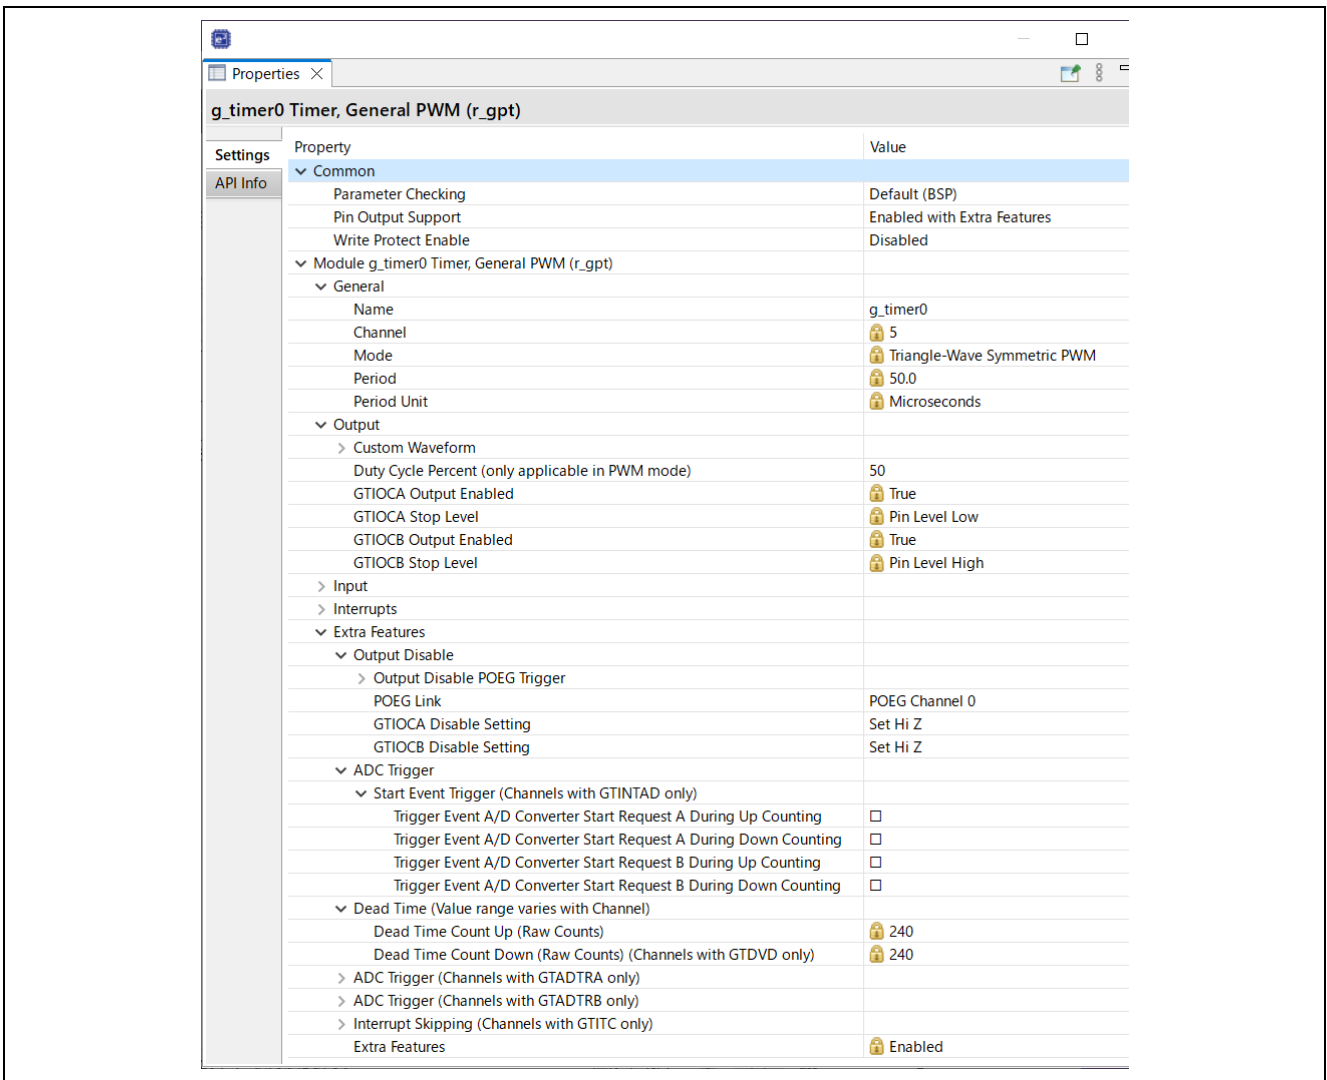 Properties
g_timer0 Timer, General PWM (r_gpt)
Settings
API Info
Property Value
Common
Parameter Checking Default (BSP)
Pin Output Support Enabled with Extra Features
Write Protect Enable Disabled
Module g_timer0 Timer, General PWM (r_gpt)
General
Name g_timer0
Channel 5
Mode Triangle-Wave Symmetric PWM
Period 50.0
Period Unit Microseconds
Output
Custom Waveform
Duty Cycle Percent (only applicable in PWM mode) 50
GTIOCA Output Enabled True
GTIOCA Stop Level Pin Level Low
GTIOCB Output Enabled True
GTIOCB Stop Level Pin Level High
Input
Interrupts
Extra Features
Output Disable
Output Disable POEG Trigger
POEG Link POEG Channel 0
GTIOCA Disable Setting Set Hi Z
GTIOCB Disable Setting Set Hi Z
ADC Trigger
Start Event Trigger (Channels with GTINTAD only)
Trigger Event A/D Converter Start Request A During Up Counting
Trigger Event A/D Converter Start Request A During Down Counting
Trigger Event A/D Converter Start Request B During Up Counting
Trigger Event A/D Converter Start Request B During Down Counting
Dead Time (Value range varies with Channel)
Dead Time Count Up (Raw Counts) 240
Dead Time Count Down (Raw Counts) (Channels with GTDVD only) 240
ADC Trigger (Channels with GTADTRA only)
ADC Trigger (Channels with GTADTRB only)
Interrupt Skipping (Channels with GTITC only)
Extra Features Enabled